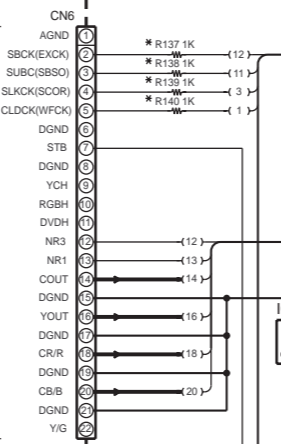 CN6
AGND 1
SBCK(EXCK) 2 * R137 1K 12
SUBC(SBSO) 3 * R138 1K 11
SLKCK(SCOR) 4 * R139 1K 3
CLDCK(WFCK) 5 * R140 1K 1
DGND 6
STB 7
DGND 8
YCH 9
RGBH 10
DVDH 11
NR3 12 12
NR1 13 13
COUT 14 14
DGND 15
YOUT 16 16
DGND 17
CR/R 18 18
DGND 19
CB/B 20 20
DGND 21
Y/G 22